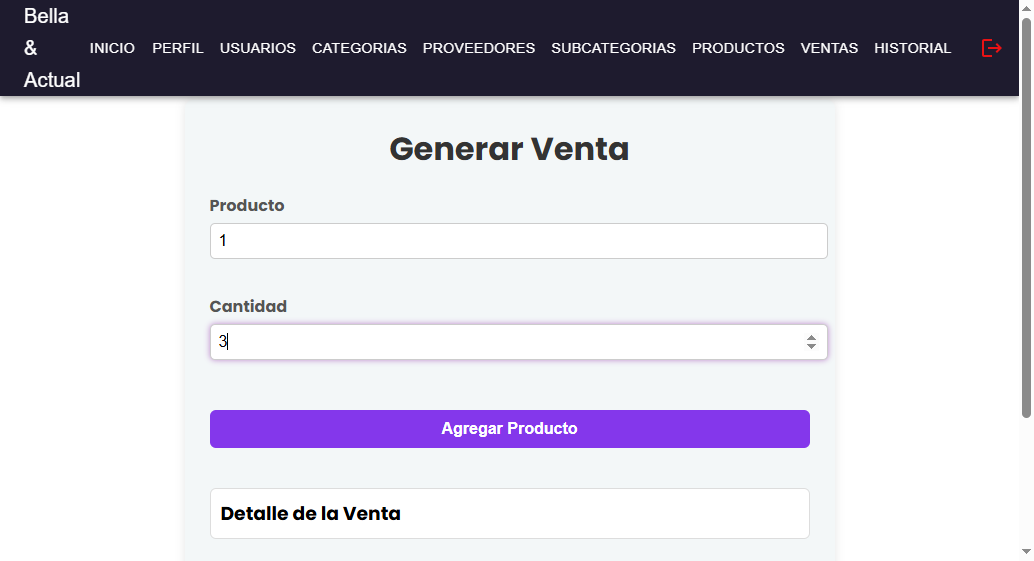 Bella
&
Actual
INICIO PERFIL USUARIOS CATEGORIAS PROVEEDORES SUBCATEGORIAS PRODUCTOS VENTAS HISTORIAL
Generar Venta
Producto
1
Cantidad
3
Agregar Producto
Detalle de la Venta